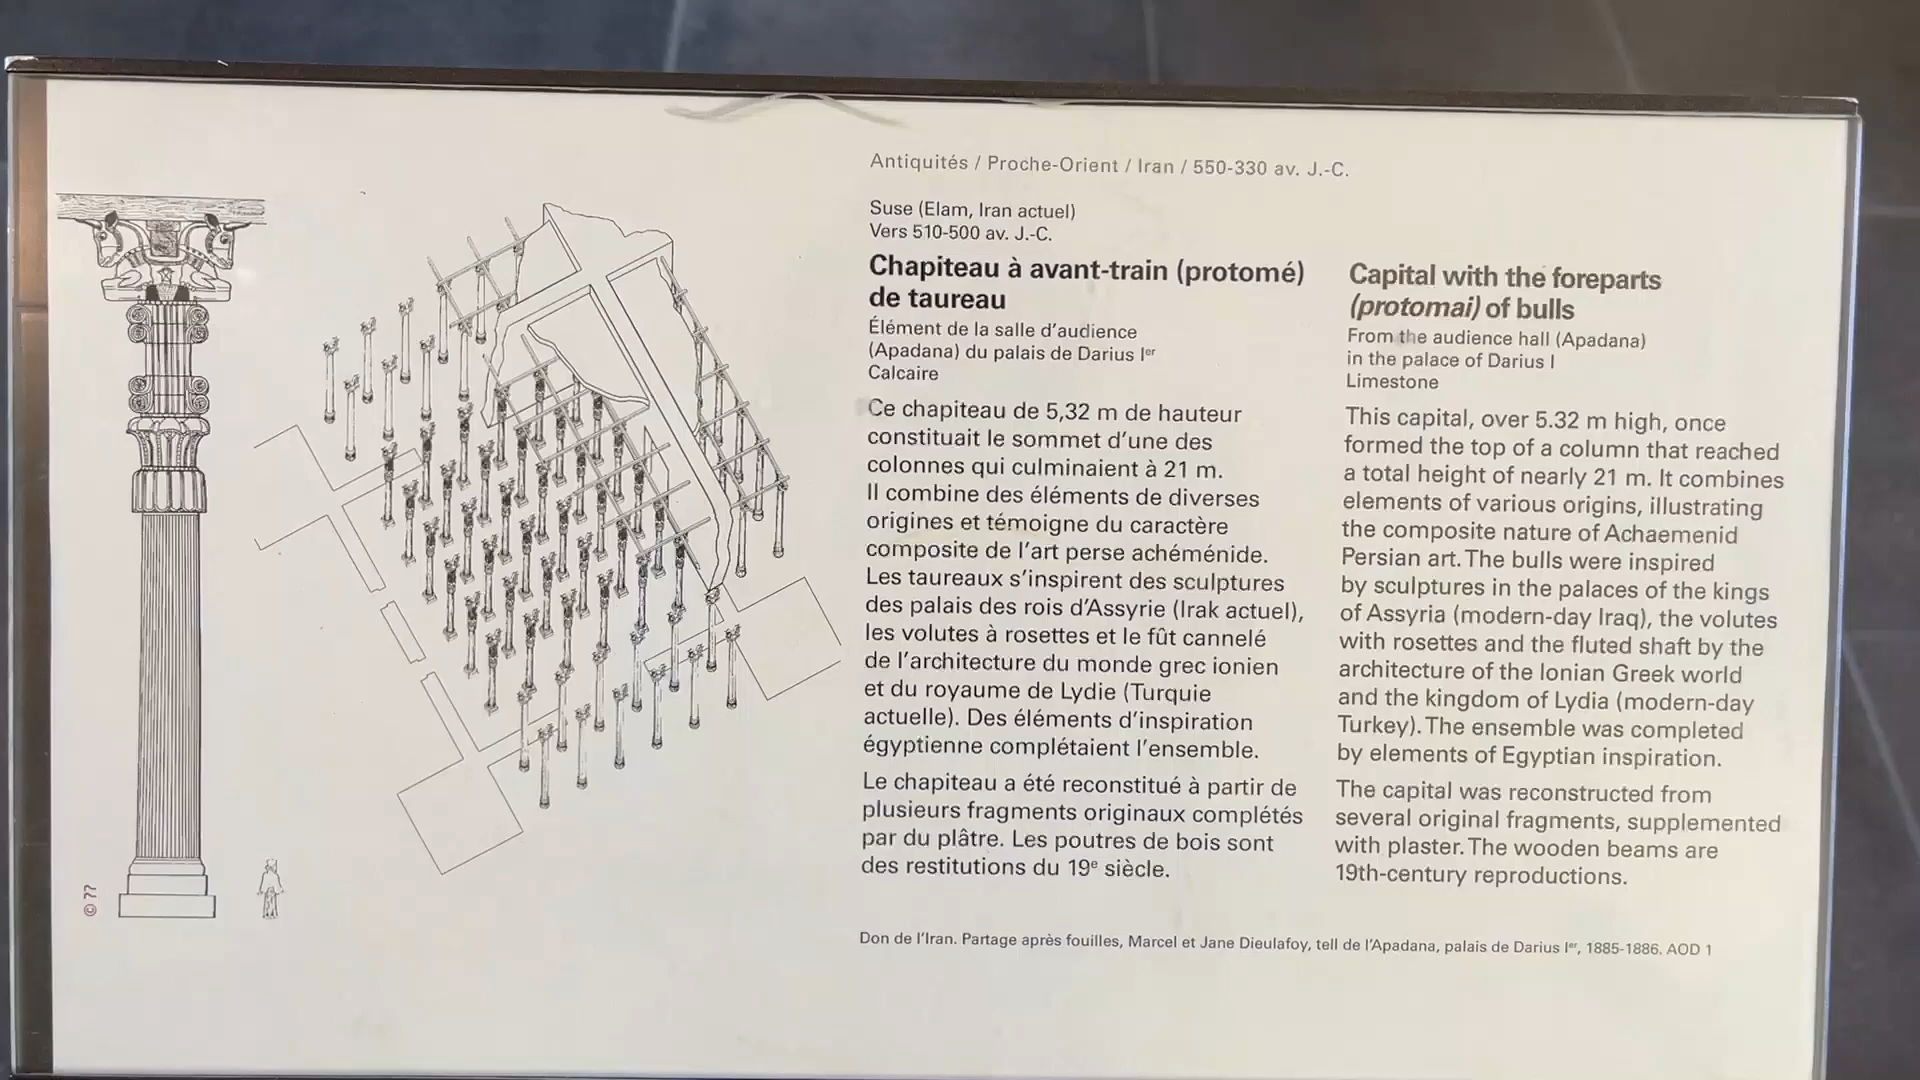 Antiquités / Proche-Orient / Iran / 550-330 av. J.-C.
Suse (Elam, Iran actuel)
Vers 510-500 av. J.-C.
Chapiteau à avant-train (protomé)
de taureau
Élément de la salle d’audience
(Apadana) du palais de Darius Ier
Calcaire
Ce chapiteau de 5,32 m de hauteur
constituait le sommet d’une des
colonnes qui culminaient à 21 m.
Il combine des éléments de diverses
origines et témoigne du caractère
composite de l’art perse achéménide.
Les taureaux s’inspirent des sculptures
des palais des rois d’Assyrie (Irak actuel),
les volutes à rosettes et le fût cannelé
de l’architecture du monde grec ionien
et du royaume de Lydie (Turquie
actuelle). Des éléments d’inspiration
égyptienne complétaient l’ensemble.
Le chapiteau a été reconstitué à partir de
plusieurs fragments originaux complétés
par du plâtre. Les poutres de bois sont
des restitutions du 19e siècle.
Capital with the foreparts
(protomai) of bulls
From the audience hall (Apadana)
in the palace of Darius I
Limestone
This capital, over 5.32 m high, once
formed the top of a column that reached
a total height of nearly 21 m. It combines
elements of various origins, illustrating
the composite nature of Achaemenid
Persian art. The bulls were inspired
by sculptures in the palaces of the kings
of Assyria (modern-day Iraq), the volutes
with rosettes and the fluted shaft by the
architecture of the Ionian Greek world
and the kingdom of Lydia (modern-day
Turkey). The ensemble was completed
by elements of Egyptian inspiration.
The capital was reconstructed from
several original fragments, supplemented
with plaster. The wooden beams are
19th-century reproductions.
Don de l’Iran. Partage après fouilles, Marcel et Jane Dieulafoy, tell de l’Apadana, palais de Darius Ier, 1885-1886. AOD 1
© 77